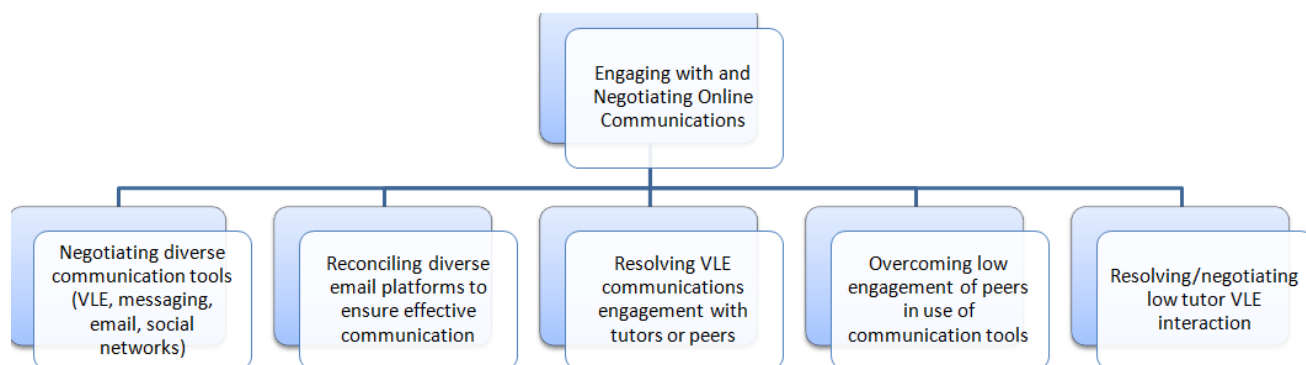 Engaging with and
Negotiating Online
Communications
Negotiating diverse
communication tools
(VLE, messaging,
email, social
networks)
Reconciling diverse
email platforms to
ensure effective
communication
Resolving VLE
communications
engagement with
tutors or peers
Overcoming low
engagement of peers
in use of
communication tools
Resolving/negotiating
low tutor VLE
interaction